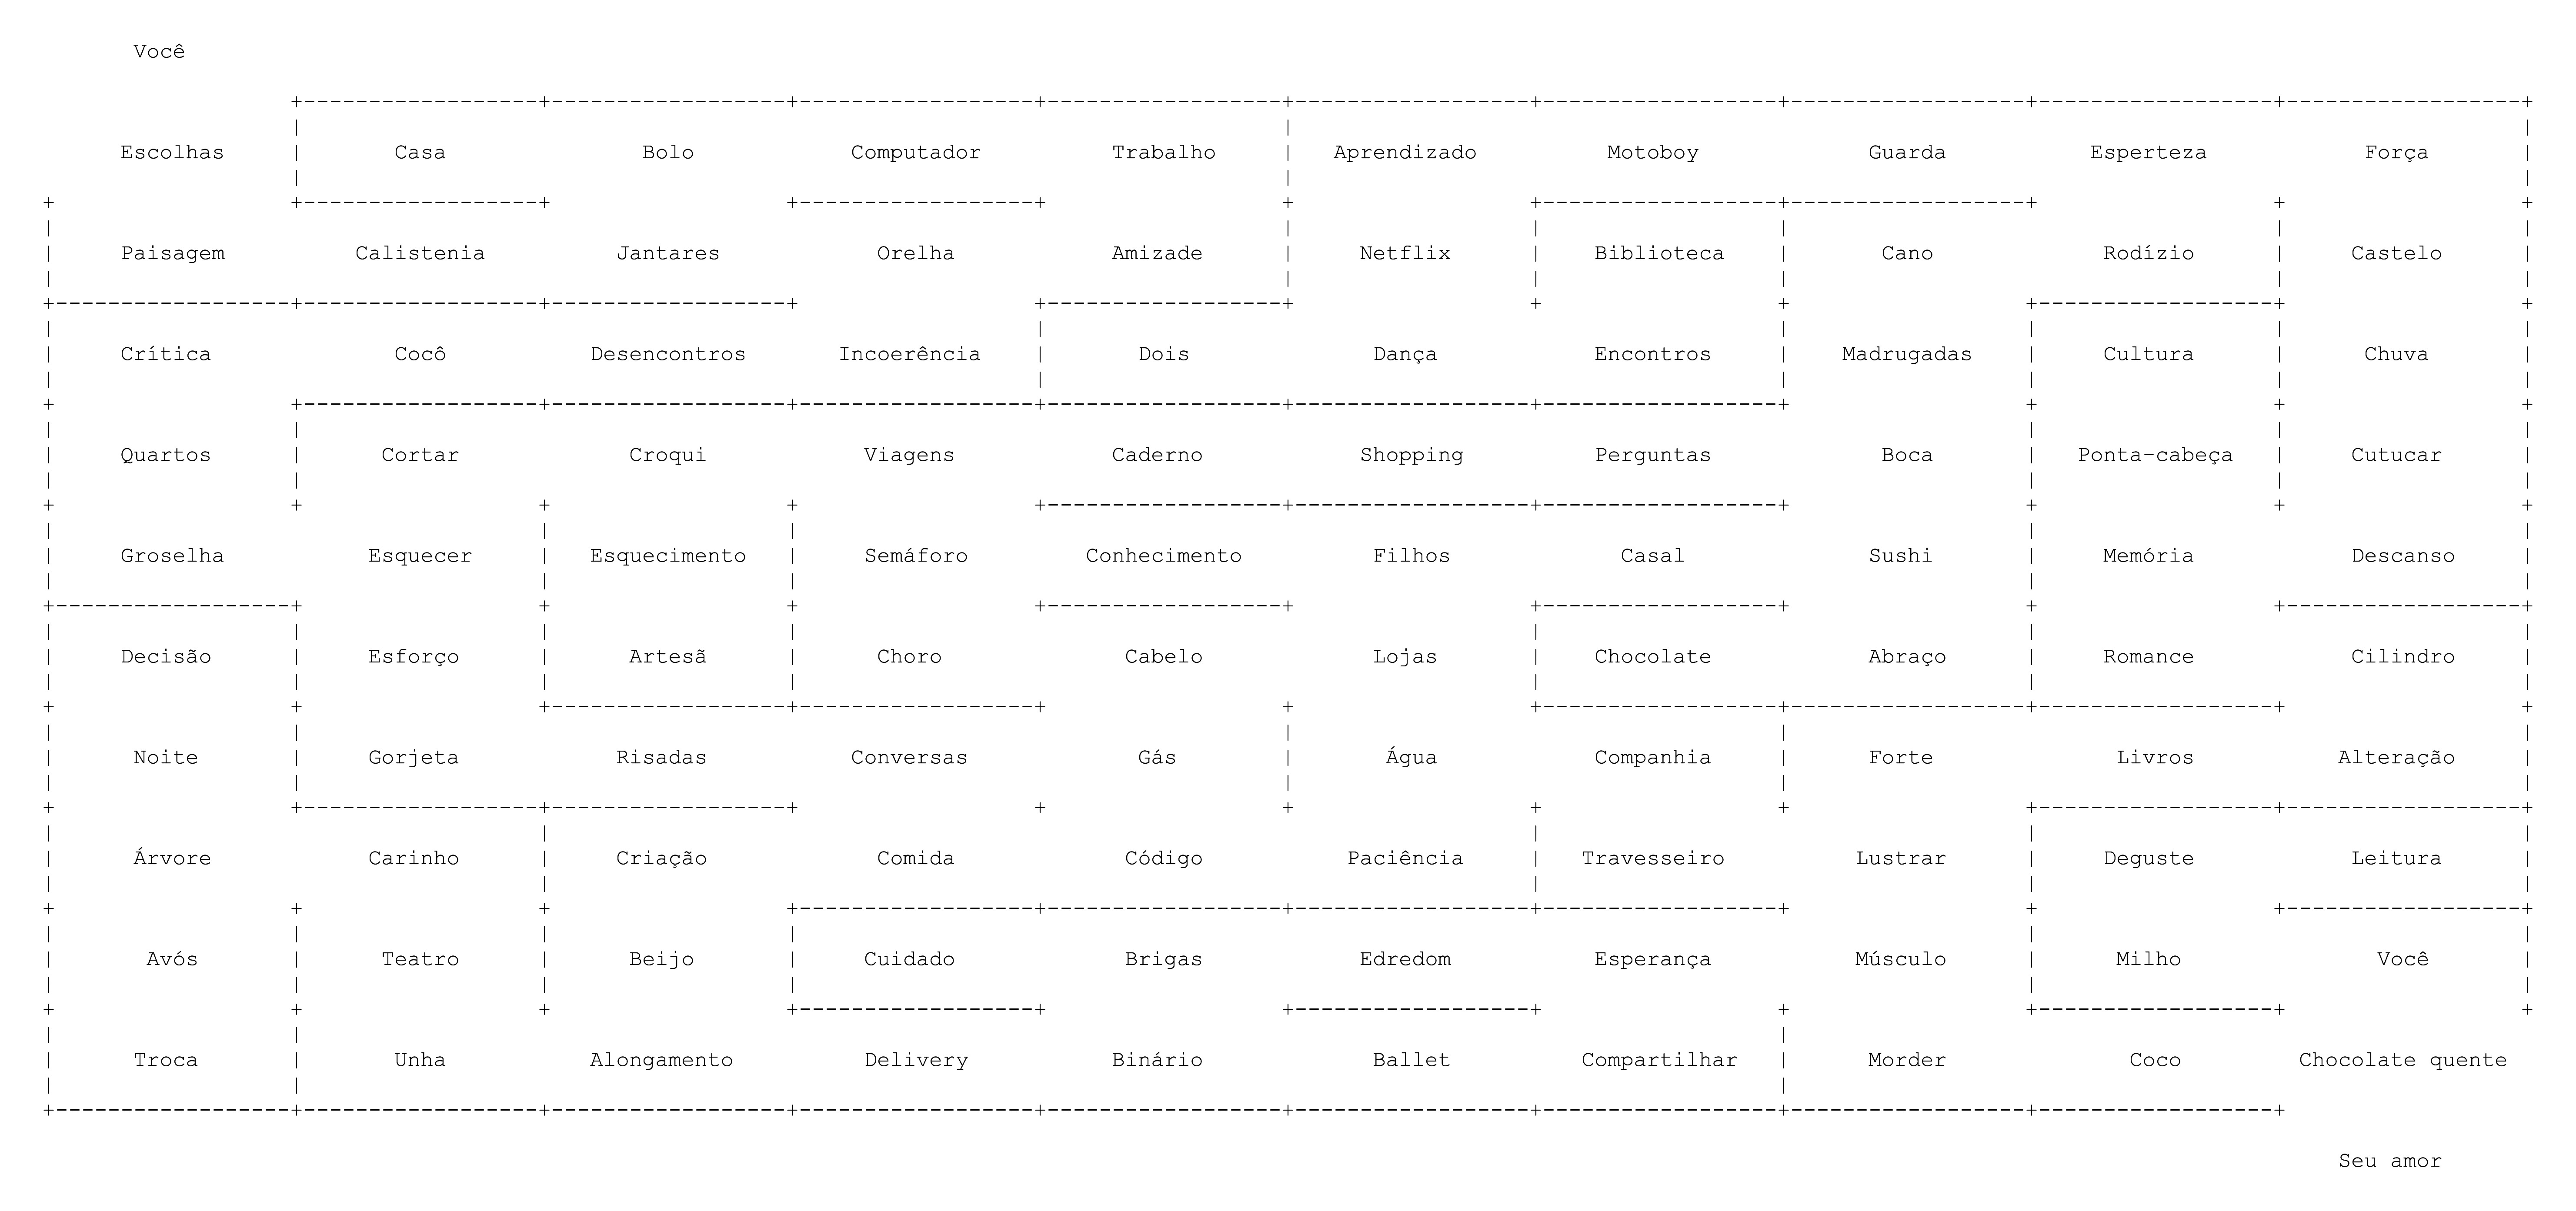 Você
Escolhas Casa Bolo Computador Trabalho Aprendizado Motoboy Guarda Esperteza Força
Paisagem Calistenia Jantares Orelha Amizade Netflix Biblioteca Cano Rodízio Castelo
Crítica Cocô Desencontros Incoerência Dois Dança Encontros Madrugadas Cultura Chuva
Quartos Cortar Croqui Viagens Caderno Shopping Perguntas Boca Ponta-cabeça Cutucar
Groselha Esquecer Esquecimento Semáforo Conhecimento Filhos Casal Sushi Memória Descanso
Decisão Esforço Artesã Choro Cabelo Lojas Chocolate Abraço Romance Cilindro
Noite Gorjeta Risadas Conversas Gás Água Companhia Forte Livros Alteração
Árvore Carinho Criação Comida Código Paciência Travesseiro Lustrar Deguste Leitura
Avós Teatro Beijo Cuidado Brigas Edredom Esperança Músculo Milho Você
Troca Unha Alongamento Delivery Binário Ballet Compartilhar Morder Coco Chocolate quente
Seu amor